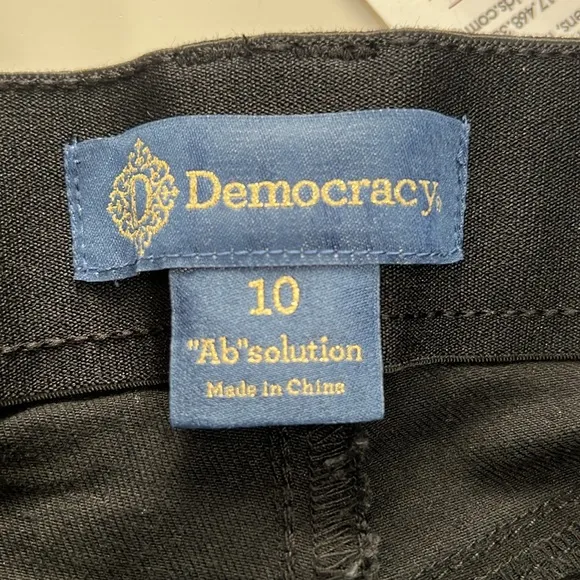 D Democracy®
10
"Ab"solution
Made in China